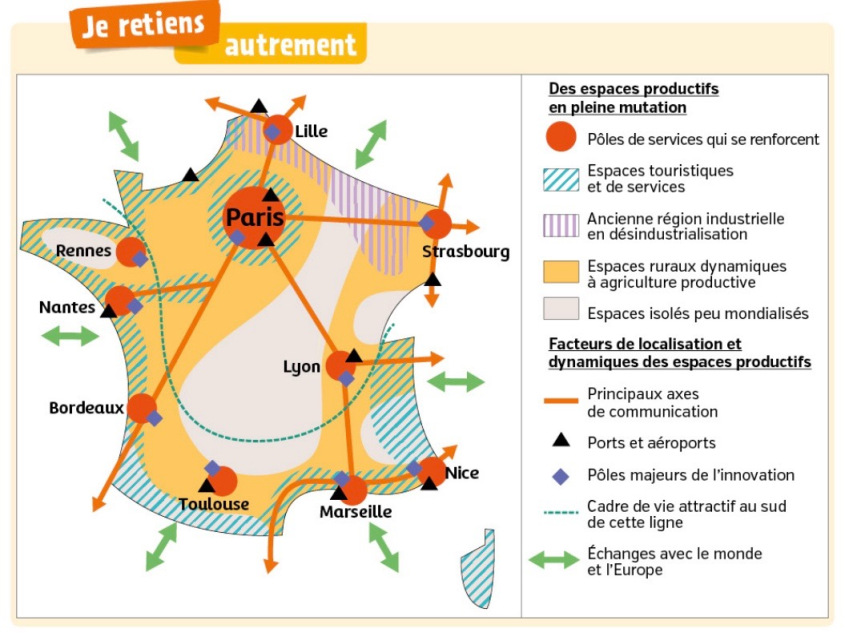 Je retiens
autrement
Lille
Paris
Strasbourg
Rennes
Nantes
Lyon
Bordeaux
Nice
Toulouse
Marseille
Des espaces productifs
en pleine mutation
Pôles de services qui se renforcent
Espaces touristiques
et de services
Ancienne région industrielle
en désindustrialisation
Espaces ruraux dynamiques
à agriculture productive
Espaces isolés peu mondialisés
Facteurs de localisation et
dynamiques des espaces productifs
Principaux axes
de communication
Ports et aéroports
Pôles majeurs de l'innovation
Cadre de vie attractif au sud
de cette ligne
Échanges avec le monde
et l'Europe